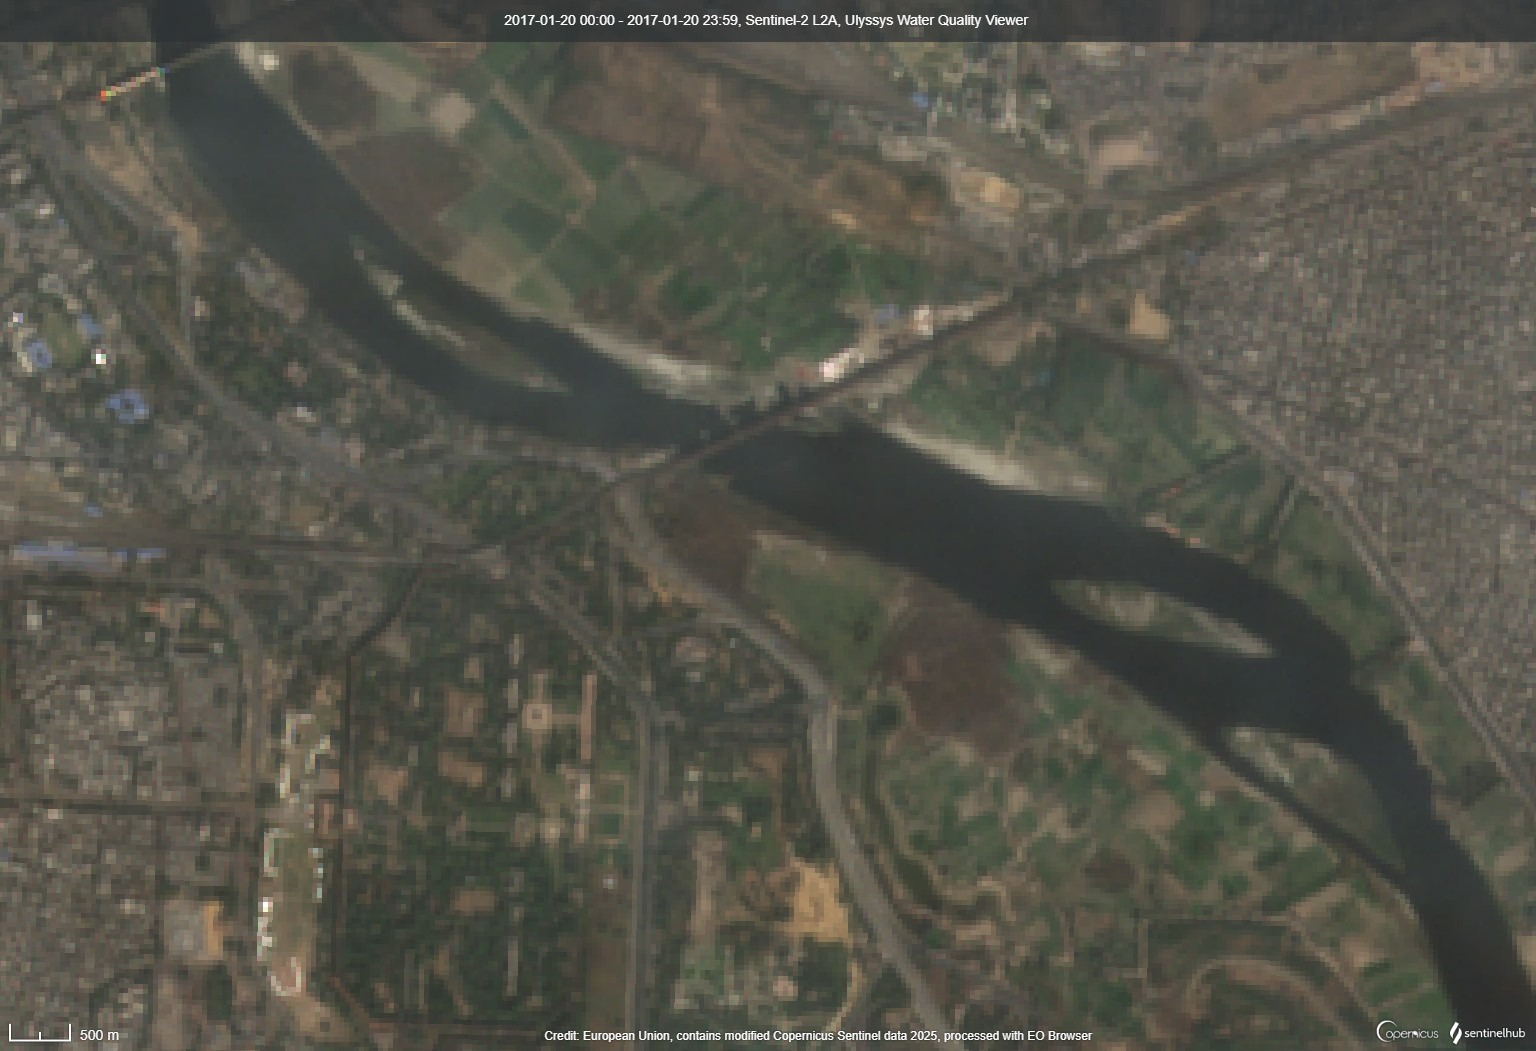 2017-01-20 00:00 - 2017-01-20 23:59, Sentinel-2 L2A, Ulyssys Water Quality Viewer
500 m
Credit: European Union, contains modified Copernicus Sentinel data 2025, processed with EO Browser
Copernicus
sentinelhub